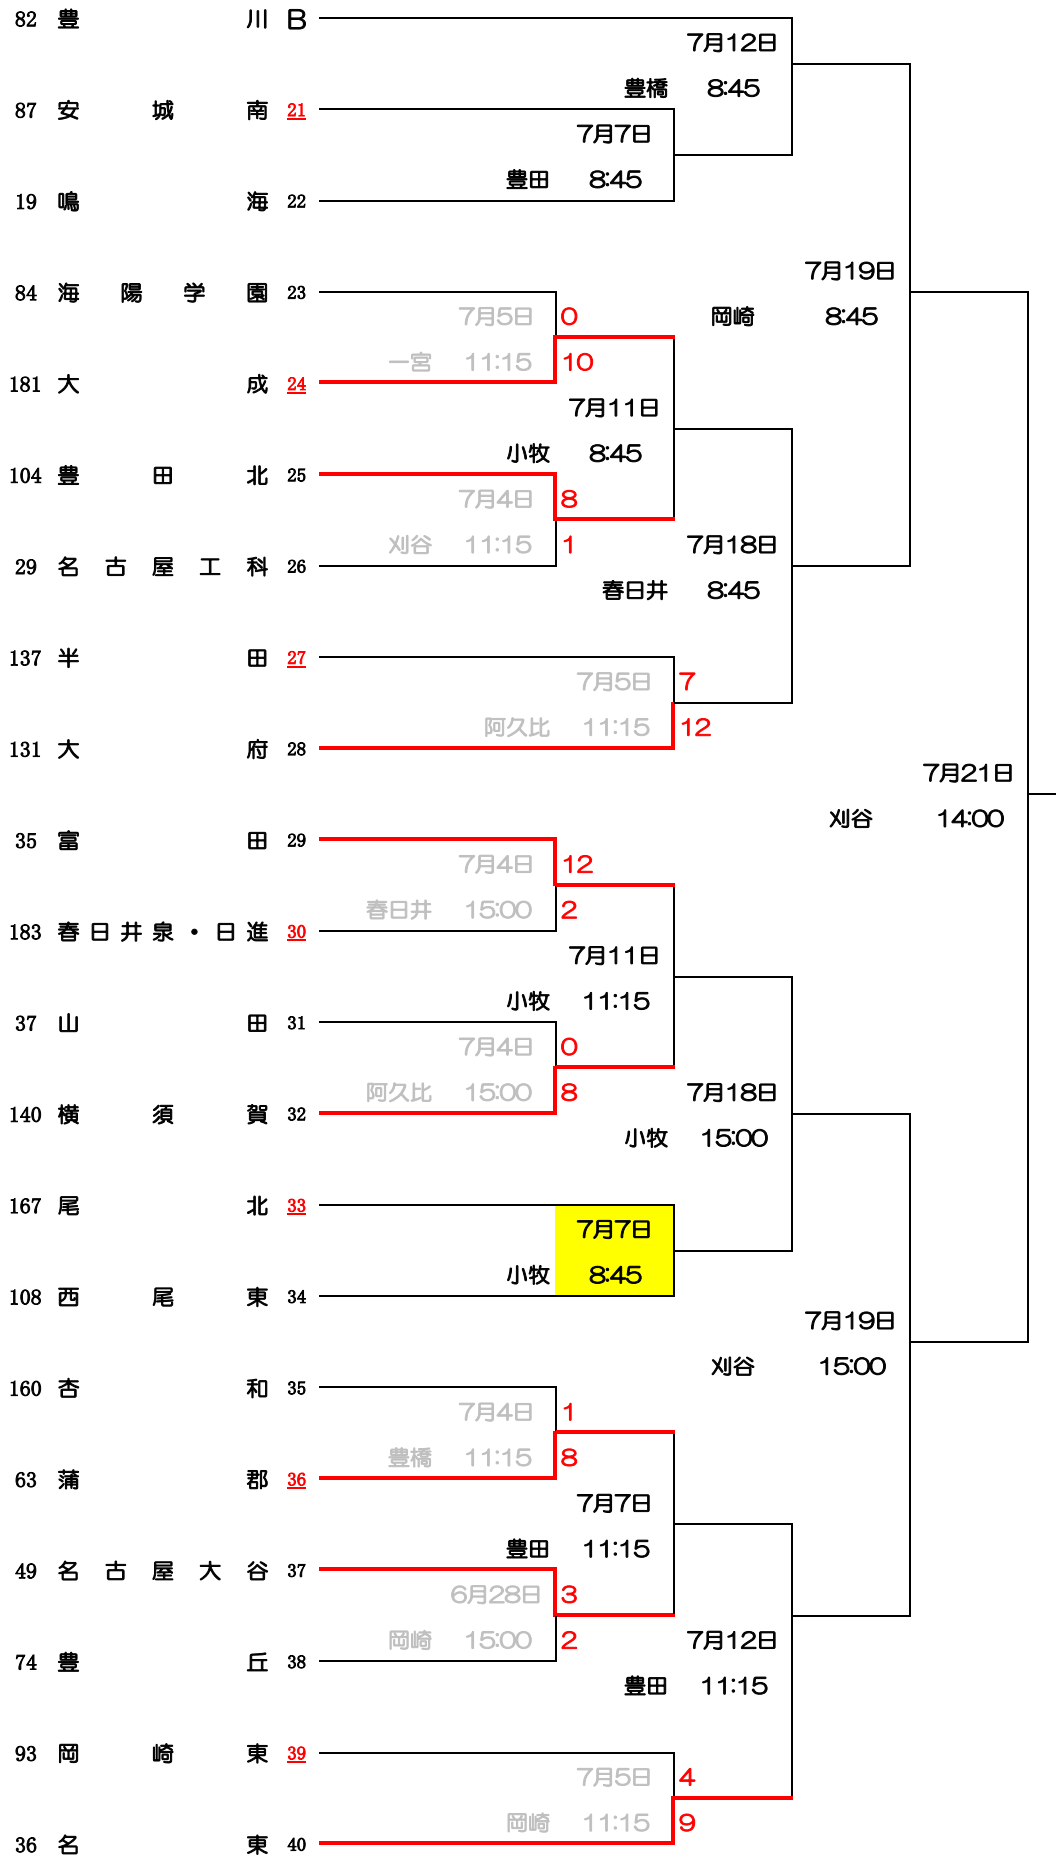 82 豊川 B
7月12日
豊橋 8:45
87 安城南 21
7月7日
豊田 8:45
19 鳴海 22
7月19日
岡崎 8:45
84 海陽学園 23
7月5日 0
一宮 11:15 10
181 大成 24
7月11日
小牧 8:45
104 豊田北 25
7月4日 8
刈谷 11:15 1
29 名古屋工科 26
7月18日
春日井 8:45
137 半田 27
7月5日 7
阿久比 11:15 12
131 大府 28
7月21日
刈谷 14:00
35 富田 29
7月4日 12
春日井 15:00 2
183 春日井泉・日進 30
7月11日
小牧 11:15
37 山田 31
7月4日 0
阿久比 15:00 8
140 横須賀 32
7月18日
小牧 15:00
167 尾北 33
7月7日
小牧 8:45
108 西尾東 34
7月19日
刈谷 15:00
160 杏和 35
7月4日 1
豊橋 11:15 8
63 蒲郡 36
7月7日
豊田 11:15
49 名古屋大谷 37
6月28日 3
岡崎 15:00 2
74 豊丘 38
7月12日
豊田 11:15
93 岡崎東 39
7月5日 4
岡崎 11:15 9
36 名東 40